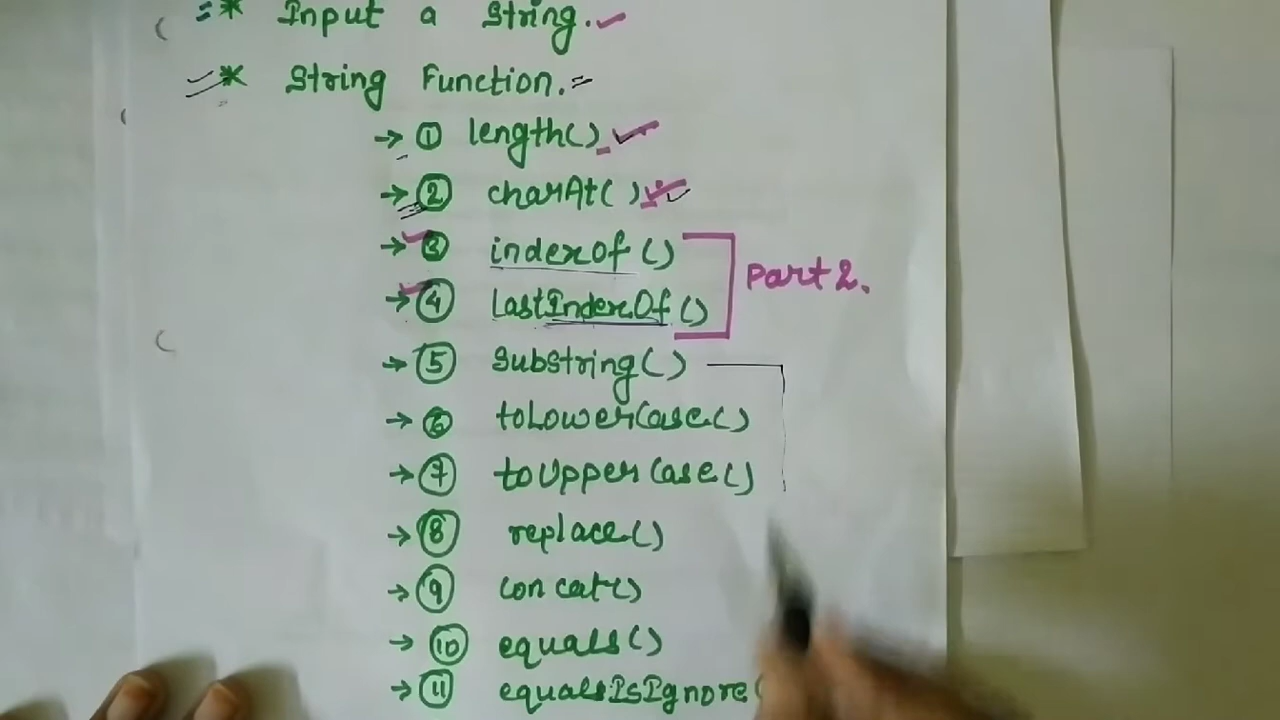 * Input a String.
* String Function.
→ ① length()
→ ② charAt()
→ ③ indexOf()
→ ④ lastIndexOf()
Part 2.
→ ⑤ substring()
→ ⑥ toLowerCase()
→ ⑦ toUpperCase()
→ ⑧ replace()
→ ⑨ concat()
→ ⑩ equals()
→ ⑪ equalsIsIgnore(